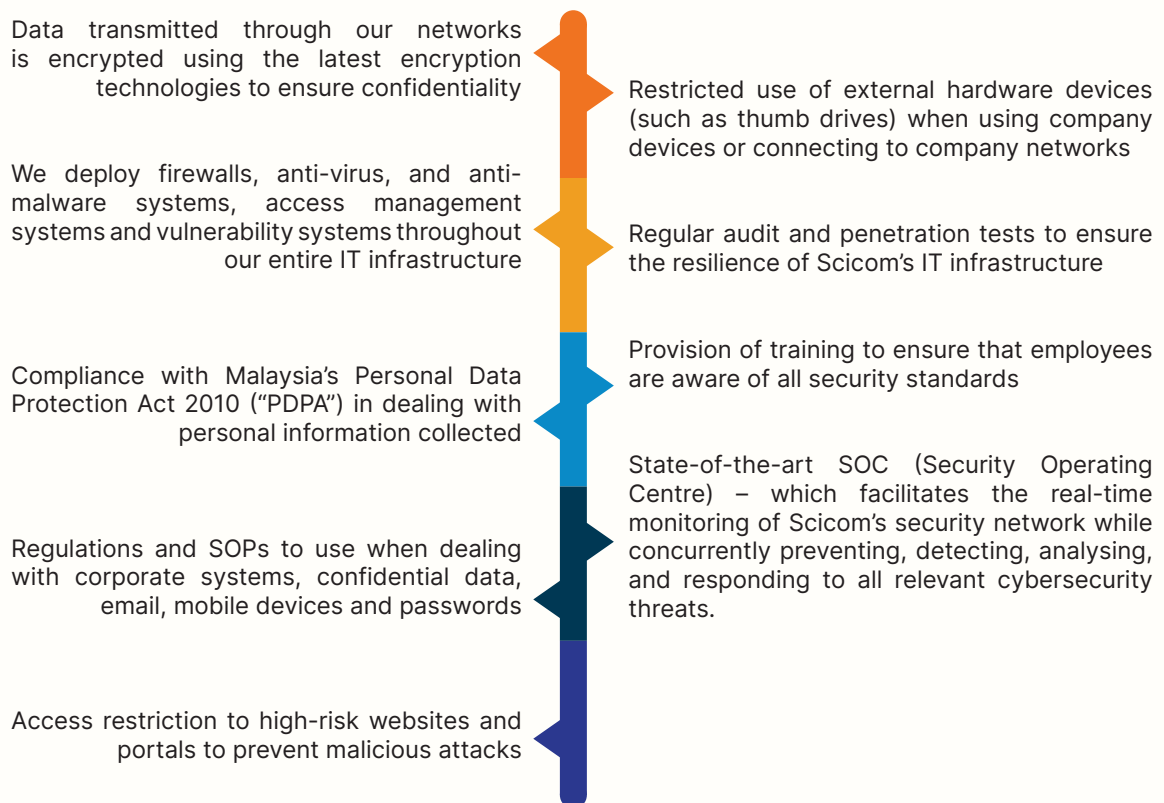 Data transmitted through our networks
is encrypted using the latest encryption
technologies to ensure confidentiality
Restricted use of external hardware devices
(such as thumb drives) when using company
devices or connecting to company networks
We deploy firewalls, anti-virus, and anti-
malware systems, access management
systems and vulnerability systems throughout
our entire IT infrastructure
Regular audit and penetration tests to ensure
the resilience of Scicom’s IT infrastructure
Compliance with Malaysia’s Personal Data
Protection Act 2010 (“PDPA”) in dealing with
personal information collected
Provision of training to ensure that employees
are aware of all security standards
Regulations and SOPs to use when dealing
with corporate systems, confidential data,
email, mobile devices and passwords
State-of-the-art SOC (Security Operating
Centre) – which facilitates the real-time
monitoring of Scicom’s security network while
concurrently preventing, detecting, analysing,
and responding to all relevant cybersecurity
threats.
Access restriction to high-risk websites and
portals to prevent malicious attacks